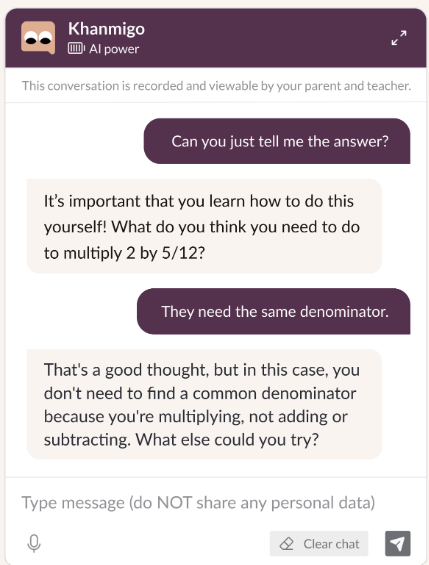 Khanmigo
AI power
This conversation is recorded and viewable by your parent and teacher.
Can you just tell me the answer?
It's important that you learn how to do this
yourself! What do you think you need to do
to multiply 2 by 5/12?
They need the same denominator.
That's a good thought, but in this case, you
don't need to find a common denominator
because you're multiplying, not adding or
subtracting. What else could you try?
Type message (do NOT share any personal data)
Clear chat